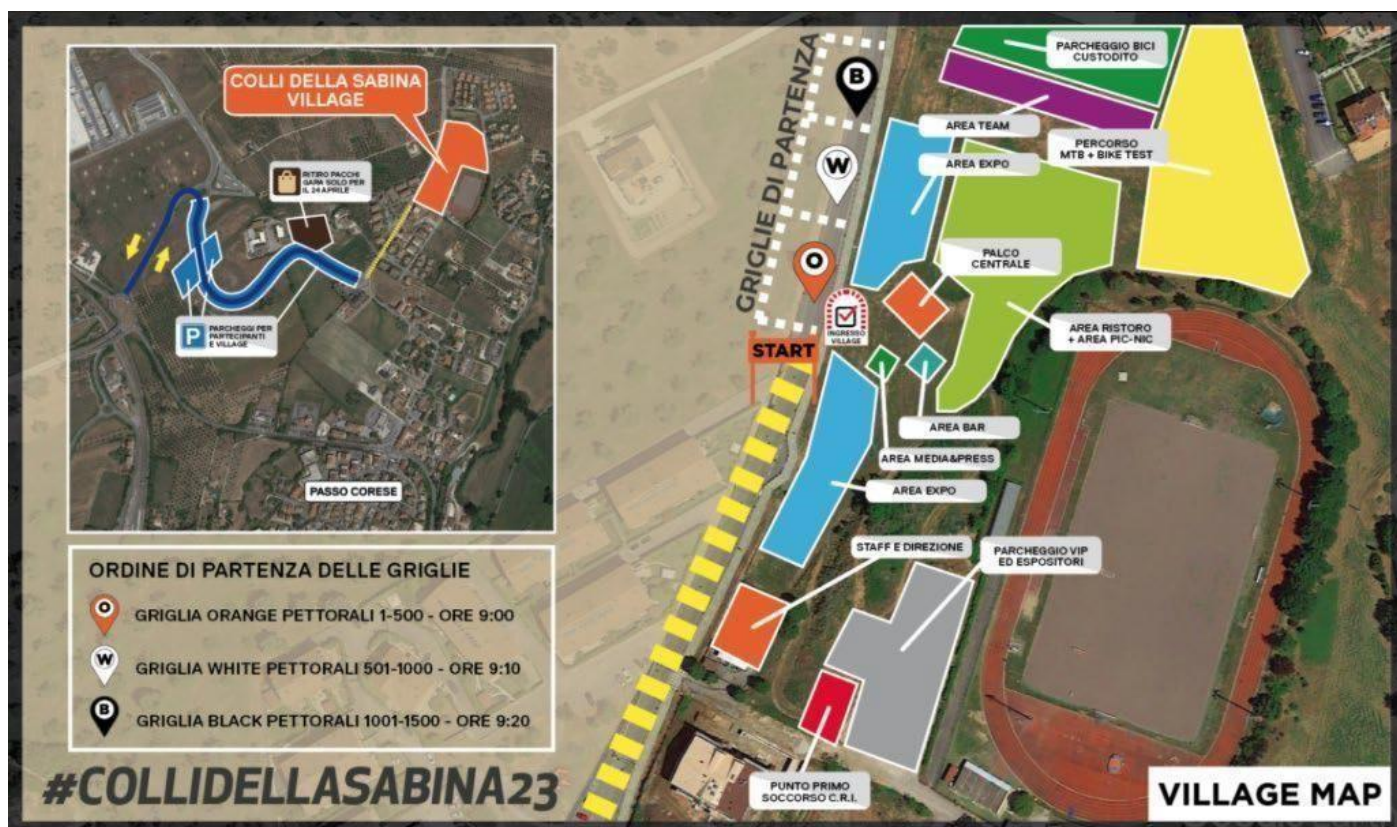 COLLI DELLA SABINA
VILLAGE
RITIRO PACCHI
GARA SOLO PER
IL 24 APRILE
P
PARCHEGGI PER
PARTECIPANTI
E VILLAGE
PASSO CORESE
ORDINE DI PARTENZA DELLE GRIGLIE
O GRIGLIA ORANGE PETTORALI 1-500 - ORE 9:00
W GRIGLIA WHITE PETTORALI 501-1000 - ORE 9:10
B GRIGLIA BLACK PETTORALI 1001-1500 - ORE 9:20
#COLLIDELLASABINA23
GRIGLIE DI PARTENZA
B
W
O
INGRESSO
VILLAGE
START
PARCHEGGIO BICI
CUSTODITO
AREA TEAM
AREA EXPO
PERCORSO
MTB + BIKE TEST
PALCO
CENTRALE
AREA RISTORO
+ AREA PIC-NIC
AREA BAR
AREA MEDIA&PRESS
AREA EXPO
STAFF E DIREZIONE
PARCHEGGIO VIP
ED ESPOSITORI
PUNTO PRIMO
SOCCORSO C.R.I.
VILLAGE MAP